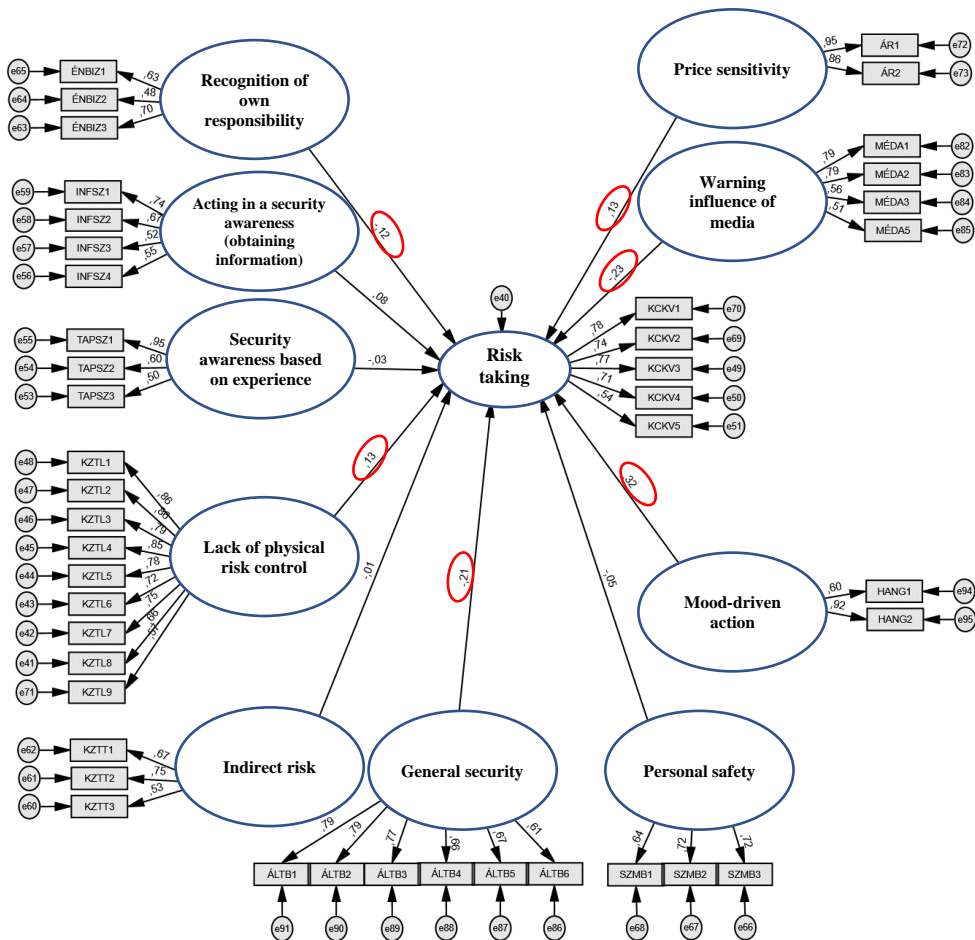 e65
ÉNBIZ1
,63
e64
ÉNBIZ2
,48
e63
ÉNBIZ3
,70
Recognition of
own
responsibility
-,12
e59
INFSZ1
,74
e58
INFSZ2
,67
e57
INFSZ3
,52
e56
INFSZ4
,55
Acting in a security
awareness
(obtaining
information)
,08
e55
TAPSZ1
,95
e54
TAPSZ2
,60
e53
TAPSZ3
,50
Security
awareness based
on experience
-,03
e48
KZTL1
,86
e47
KZTL2
,86
e46
KZTL3
,79
e45
KZTL4
,85
e44
KZTL5
,78
e43
KZTL6
,72
e42
KZTL7
,75
e41
KZTL8
,66
e71
KZTL9
,57
Lack of physical
risk control
,13
e62
KZTT1
,67
e61
KZTT2
,75
e60
KZTT3
,53
Indirect risk
-,01
General security
-,21
,79
,79
,77
,66
,67
,61
ÁLTB1
ÁLTB2
ÁLTB3
ÁLTB4
ÁLTB5
ÁLTB6
e91
e90
e89
e88
e87
e86
Personal safety
-,05
,64
,72
,72
SZMB1
SZMB2
SZMB3
e68
e67
e66
Mood-driven
action
,32
,60
HANG1
e94
,92
HANG2
e95
e40
Risk
taking
,78
KCKV1
e70
,74
KCKV2
e69
,77
KCKV3
e49
,71
KCKV4
e50
,54
KCKV5
e51
Warning
influence of
media
-,23
,79
MÉDA1
e82
,79
MÉDA2
e83
,56
MÉDA3
e84
,51
MÉDA5
e85
Price sensitivity
,13
,95
ÁR1
e72
,86
ÁR2
e73